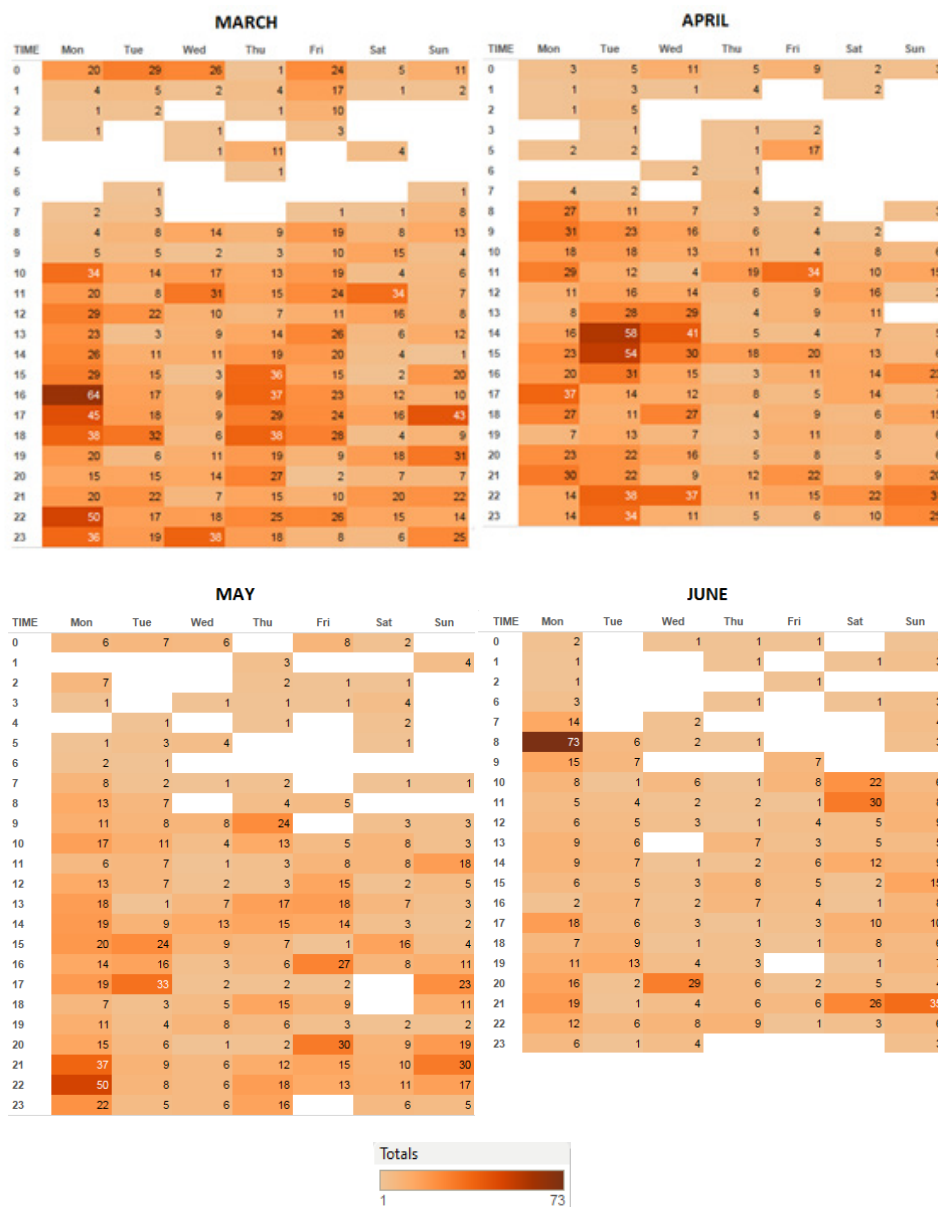 MARCH
TIME Mon Tue Wed Thu Fri Sat Sun
0 20 29 26 1 24 5 11
1 4 5 2 4 17 1 2
2 1 2 1 10
3 1 1 3
4 1 11 4
5 1
6 1 1
7 2 3 1 1 8
8 4 8 14 9 19 8 13
9 5 5 2 3 10 15 4
10 34 14 17 13 19 4 6
11 20 8 31 15 24 34 7
12 29 22 10 7 11 16 8
13 23 3 9 14 26 6 12
14 26 11 11 19 20 4 1
15 29 15 3 36 15 2 20
16 64 17 9 37 23 12 10
17 45 18 9 29 24 16 43
18 38 32 6 38 28 4 9
19 20 6 11 19 9 18 31
20 15 15 14 27 2 7 7
21 20 22 7 15 10 20 22
22 50 17 18 25 26 15 14
23 36 19 38 18 8 6 25
APRIL
TIME Mon Tue Wed Thu Fri Sat Sun
0 3 5 11 5 9 2
1 1 3 1 4 2
2 1 5
3 1 1 2
5 2 2 1 17
6 2 1
7 4 2 4
8 27 11 7 3 2
9 31 23 16 6 4 2
10 18 18 13 11 4 8
11 29 12 4 19 34 10
12 11 16 14 6 9 16
13 8 28 29 4 9 11
14 16 58 41 5 4 7
15 23 54 30 18 20 13
16 20 31 15 3 11 14
17 37 14 12 8 5 14
18 27 11 27 4 9 6
19 7 13 7 3 11 8
20 23 22 16 5 8 5
21 30 22 9 12 22 9
22 14 38 37 11 15 22
23 14 34 11 5 6 10
MAY
TIME Mon Tue Wed Thu Fri Sat Sun
0 6 7 6 8 2
1 3 4
2 7 2 1 1
3 1 1 1 1 4
4 1 1 2
5 1 3 4 1
6 2 1
7 8 2 1 2 1 1
8 13 7 4 5
9 11 8 8 24 3 3
10 17 11 4 13 5 8 3
11 6 7 1 3 8 8 18
12 13 7 2 3 15 2 5
13 18 1 7 17 18 7 3
14 19 9 13 15 14 3 2
15 20 24 9 7 1 16 4
16 14 16 3 6 27 8 11
17 19 33 2 2 2 23
18 7 3 5 15 9 11
19 11 4 8 6 3 2 2
20 15 6 1 2 30 9 19
21 37 9 6 12 15 10 30
22 50 8 6 18 13 11 17
23 22 5 6 16 6 5
JUNE
TIME Mon Tue Wed Thu Fri Sat Sun
0 2 1 1 1
1 1 1 1
2 1 1
6 3 1 1
7 14 2
8 73 6 2 1
9 15 7 7
10 8 1 6 1 8 22
11 5 4 2 2 1 30
12 6 5 3 1 4 5
13 9 6 7 3 5
14 9 7 1 2 6 12
15 6 5 3 8 5 2
16 2 7 2 7 4 1
17 18 6 3 1 3 10
18 7 9 1 3 1 8
19 11 13 4 3 1
20 16 2 29 6 2 5
21 19 1 4 6 6 26
22 12 6 8 9 1 3
23 6 1 4
Totals
1 73